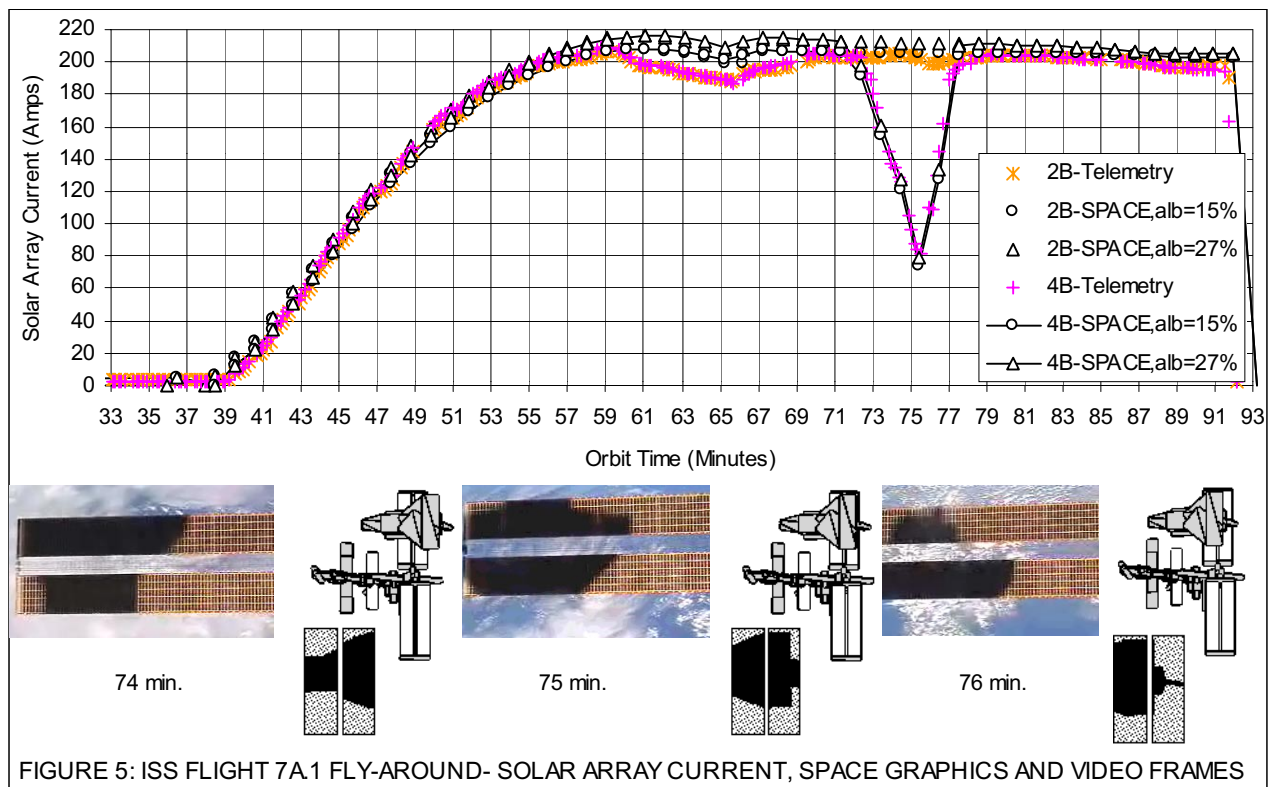 220
200
180
160
140
120
100
80
60
40
20
0
Solar Array Current (Amps)
2B-Telemetry
2B-SPACE,alb=15%
2B-SPACE,alb=27%
4B-Telemetry
4B-SPACE,alb=15%
4B-SPACE,alb=27%
33 35 37 39 41 43 45 47 49 51 53 55 57 59 61 63 65 67 69 71 73 75 77 79 81 83 85 87 89 91 93
Orbit Time (Minutes)
74 min.
75 min.
76 min.
FIGURE 5: ISS FLIGHT 7A.1 FLY-AROUND- SOLAR ARRAY CURRENT, SPACE GRAPHICS AND VIDEO FRAMES